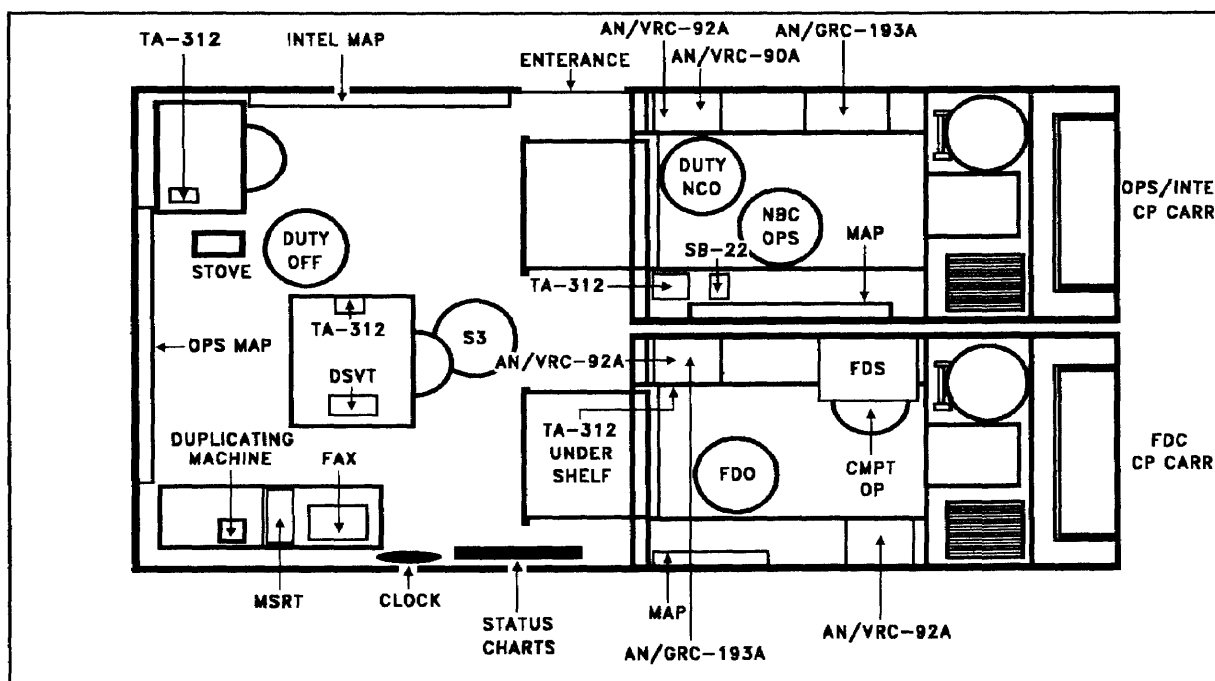 TA-312
INTEL MAP
ENTERANCE
AN/VRC-92A
AN/VRC-90A
AN/GRC-193A
DUTY
NCO
NBC
OPS
MAP
SB-22
TA-312
OPS/INTE
CP CARR
DUTY
OFF
STOVE
TA-312
S3
OPS MAP
DSVT
AN/VRC-92A
FDS
DUPLICATING
MACHINE
FAX
TA-312
UNDER
SHELF
FDO
CMPT
OP
FDC
CP CARR
MSRT
CLOCK
STATUS
CHARTS
MAP
AN/GRC-193A
AN/VRC-92A